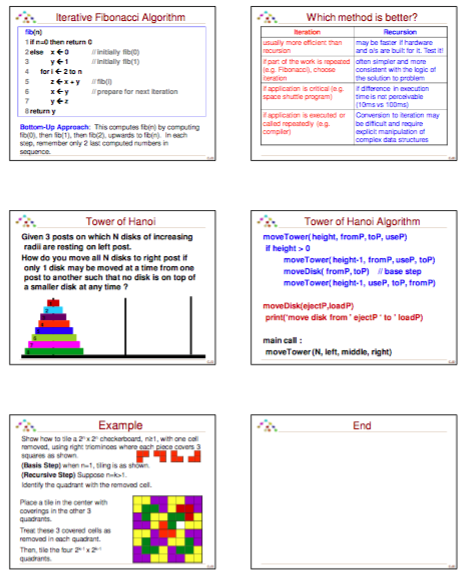 Iterative Fibonacci Algorithm
fib(n)
1 if n=0 then return 0
2 else x ← 0 // initially fib(0)
3 y ← 1 // initially fib(1)
4 for i ← 2 to n
5 z ← x + y // fib(i)
6 x ← y // prepare for next iteration
7 y ← z
8 return y
Bottom-Up Approach: This computes fib(n) by computing
fib(0), then fib(1), then fib(2), upwards to fib(n). In each
step, remember only 2 last computed numbers in
sequence.
Which method is better?
Iteration Recursion
usually more efficient than
recursion
may be faster if hardware
and o/s are built for it. Test it!
if part of the work is repeated
(e.g. Fibonacci), choose
iteration
often simpler and more
consistent with the logic of
the solution to problem
if application is critical (e.g.
space shuttle program)
if difference in execution
time is not perceivable
(10ms vs 100ms)
if application is executed or
called repeatedly (e.g.
compiler)
Conversion to iteration may
be difficult and require
explicit manipulation of
complex data structures
Tower of Hanoi
Given 3 posts on which N disks of increasing
radii are resting on left post.
How do you move all N disks to right post if
only 1 disk may be moved at a time from one
post to another such that no disk is on top of
a smaller disk at any time ?
Tower of Hanoi Algorithm
moveTower( height, fromP, toP, useP)
if height > 0
moveTower( height-1, fromP, useP, toP)
moveDisk( fromP, toP) // base step
moveTower( height-1, useP, toP, fromP)
moveDisk(ejectP,loadP)
print('move disk from ' ejectP ' to ' loadP)
main call :
moveTower (N, left, middle, right)
Example
Show how to tile a 2ⁿ x 2ⁿ checkerboard, n≥1, with one cell
removed, using right triominoes where each piece covers 3
squares as shown.
(Basis Step) when n=1, tiling is as shown.
(Recursive Step) Suppose n=k>1.
Identify the quadrant with the removed cell.
Place a tile in the center with
coverings in the other 3
quadrants.
Treat these 3 covered cells as
removed in each quadrant.
Then, tile the four 2ᵏ⁻¹ x 2ᵏ⁻¹
quadrants.
End